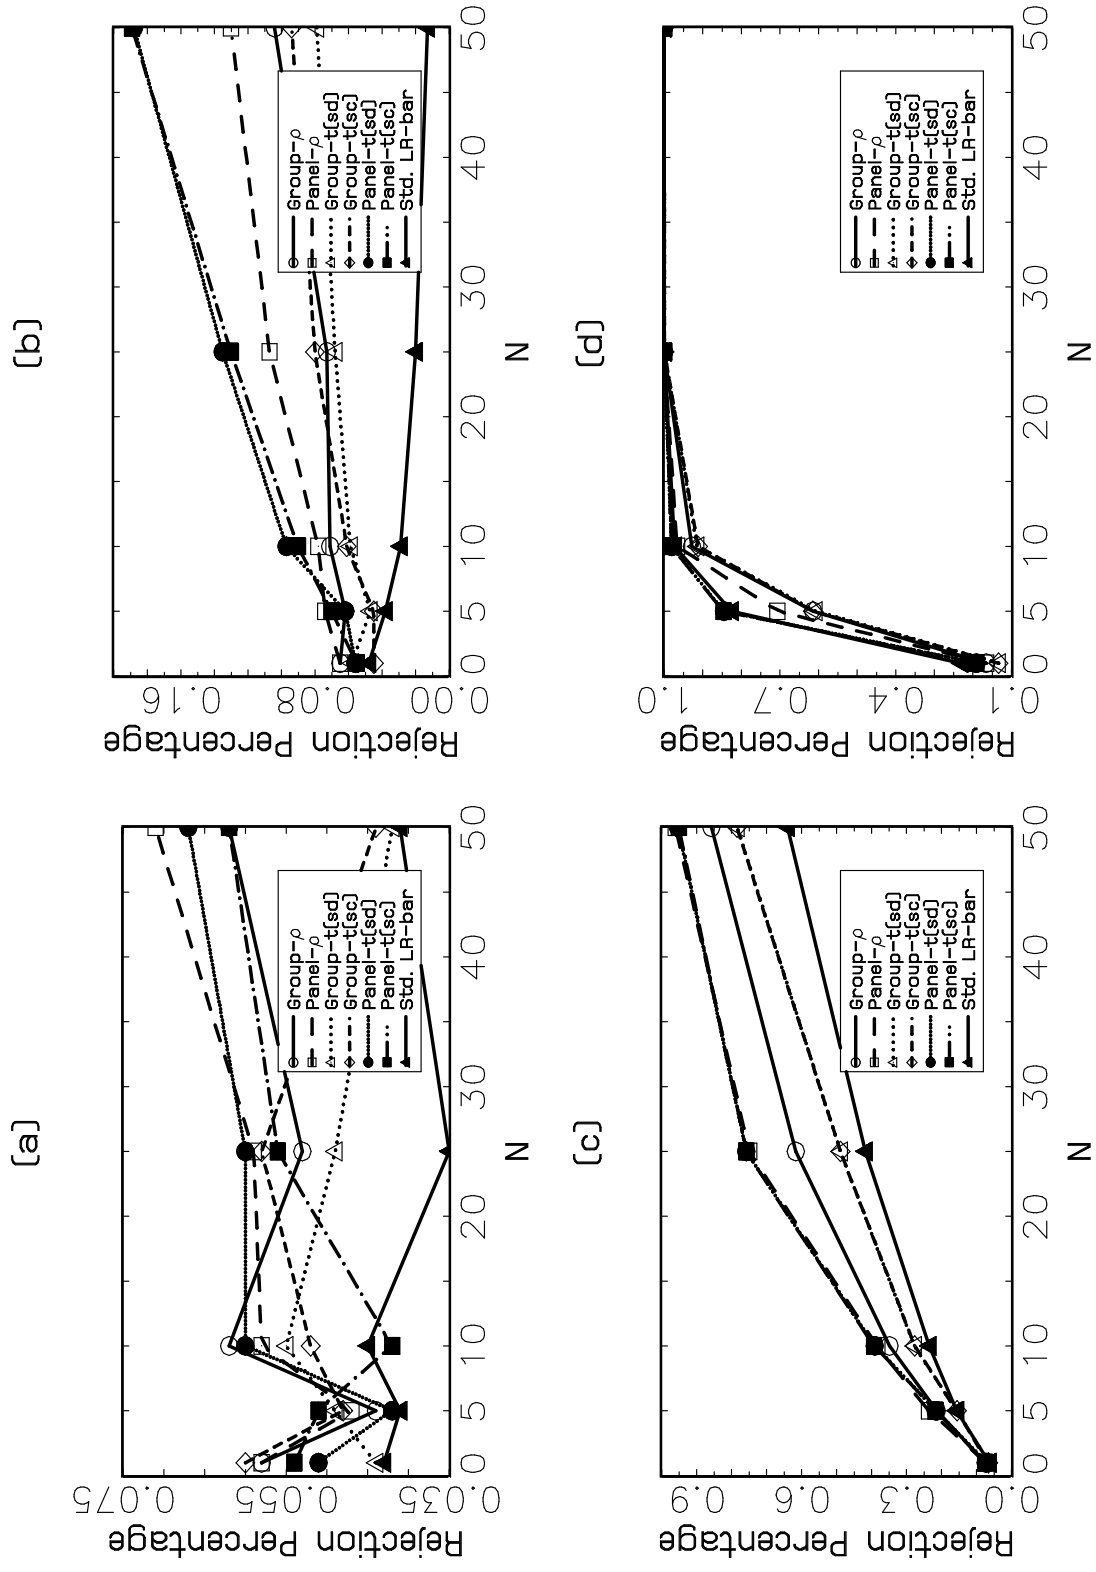 (a)
Rejection Percentage
0.075
0.055
0.035
Group-ρ
Panel-ρ
Group-t(sd)
Group-t(sc)
Panel-t(sd)
Panel-t(sc)
Std. LR-bar
0 5 10 20 30 40 50
N
(b)
Rejection Percentage
0.16
0.08
0.00
Group-ρ
Panel-ρ
Group-t(sd)
Group-t(sc)
Panel-t(sd)
Panel-t(sc)
Std. LR-bar
0 5 10 20 30 40 50
N
(c)
Rejection Percentage
0.9
0.6
0.3
0.0
Group-ρ
Panel-ρ
Group-t(sd)
Group-t(sc)
Panel-t(sd)
Panel-t(sc)
Std. LR-bar
0 5 10 20 30 40 50
N
(d)
Rejection Percentage
1.0
0.7
0.4
0.1
Group-ρ
Panel-ρ
Group-t(sd)
Group-t(sc)
Panel-t(sd)
Panel-t(sc)
Std. LR-bar
0 5 10 20 30 40 50
N